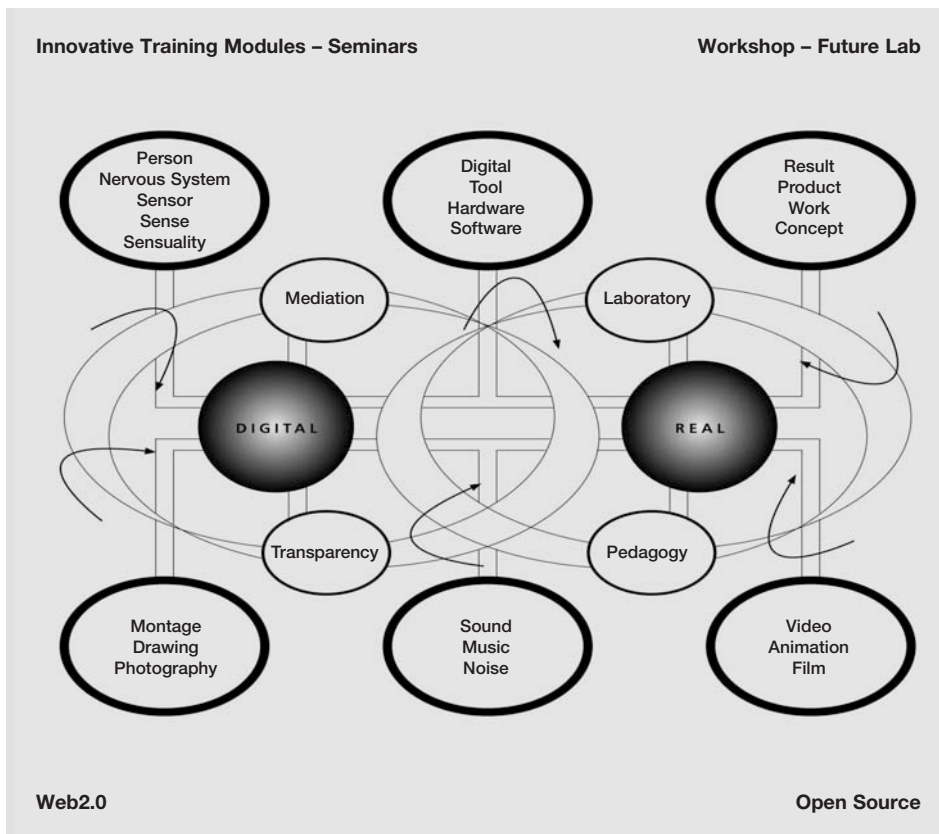 Innovative Training Modules – Seminars
Workshop – Future Lab
Person
Nervous System
Sensor
Sense
Sensuality
Digital
Tool
Hardware
Software
Result
Product
Work
Concept
Mediation
Laboratory
DIGITAL
REAL
Transparency
Pedagogy
Montage
Drawing
Photography
Sound
Music
Noise
Video
Animation
Film
Web2.0
Open Source